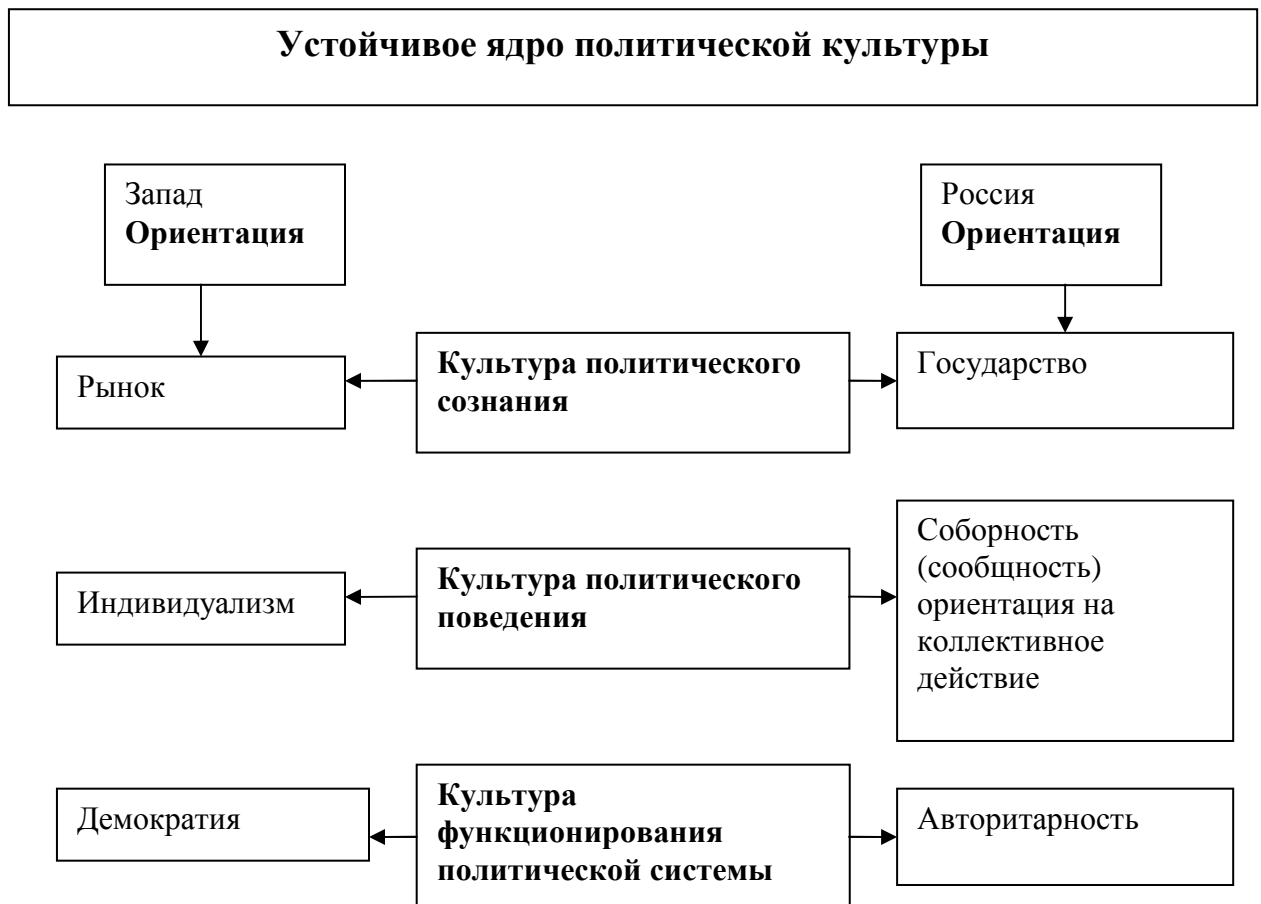 Устойчивое ядро политической культуры
Запад
Ориентация
Россия
Ориентация
Рынок
Культура политического
сознания
Государство
Индивидуализм
Культура политического
поведения
Соборность
(сообщность)
ориентация на
коллективное
действие
Демократия
Культура
функционирования
политической системы
Авторитарность